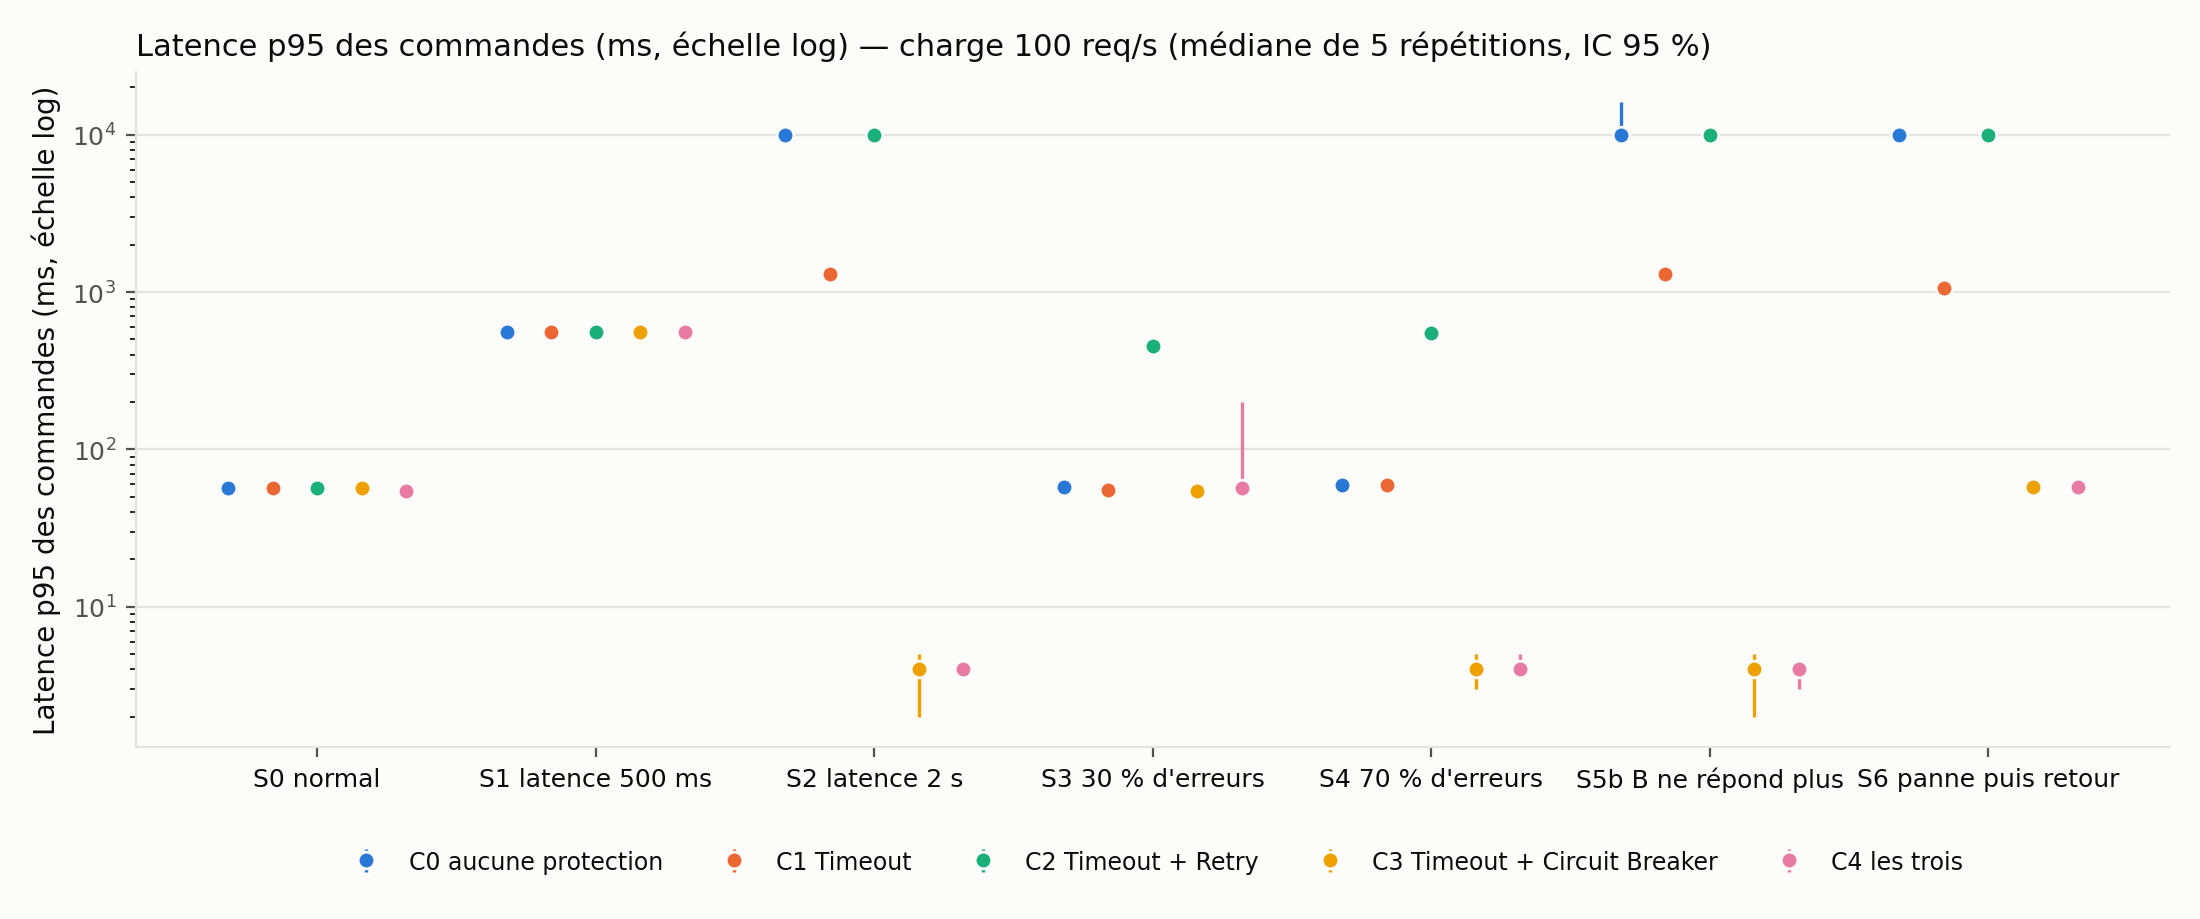 Latence p95 des commandes (ms, échelle log) — charge 100 req/s (médiane de 5 répétitions, IC 95 %)
Latence p95 des commandes (ms, échelle log)
10⁴
10³
10²
10¹
S0 normal
S1 latence 500 ms
S2 latence 2 s
S3 30 % d'erreurs
S4 70 % d'erreurs
S5b B ne répond plus
S6 panne puis retour
C0 aucune protection
C1 Timeout
C2 Timeout + Retry
C3 Timeout + Circuit Breaker
C4 les trois